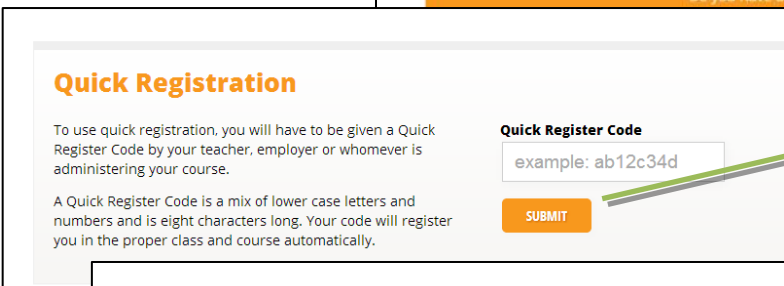 Quick Registration
To use quick registration, you will have to be given a Quick
Register Code by your teacher, employer or whomever is
administering your course.
A Quick Register Code is a mix of lower case letters and
numbers and is eight characters long. Your code will register
you in the proper class and course automatically.
Quick Register Code
example: ab12c34d
SUBMIT